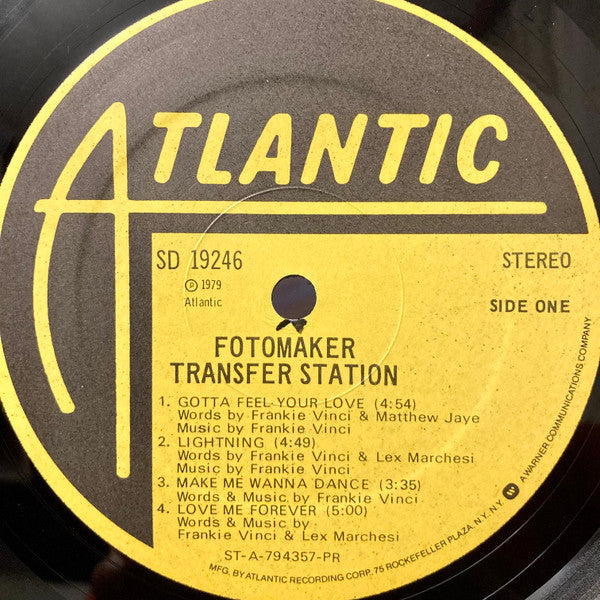 ATLANTIC
SD 19246
STEREO
℗ 1979
Atlantic
SIDE ONE
FOTOMAKER
TRANSFER STATION
1. GOTTA FEEL YOUR LOVE (4:54)
Words by Frankie Vinci & Matthew Jaye
Music by Frankie Vinci
2. LIGHTNING (4:49)
Words by Frankie Vinci & Lex Marchesi
Music by Frankie Vinci
3. MAKE ME WANNA DANCE (3:35)
Words & Music by Frankie Vinci
4. LOVE ME FOREVER (5:00)
Words & Music by
Frankie Vinci & Lex Marchesi
ST-A-794357-PR
MFG. BY ATLANTIC RECORDING CORP. 75 ROCKEFELLER PLAZA, N.Y. N.Y. A WARNER COMMUNICATIONS COMPANY